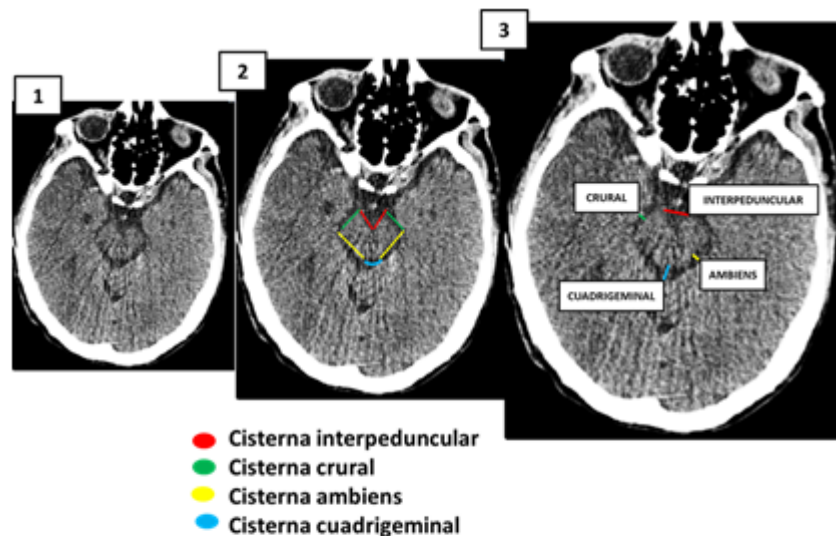 1
2
3
CRURAL
INTERPEDUNCULAR
CUADRIGEMINAL
AMBIENS
Cisterna interpeduncular
Cisterna crural
Cisterna ambiens
Cisterna cuadrigeminal